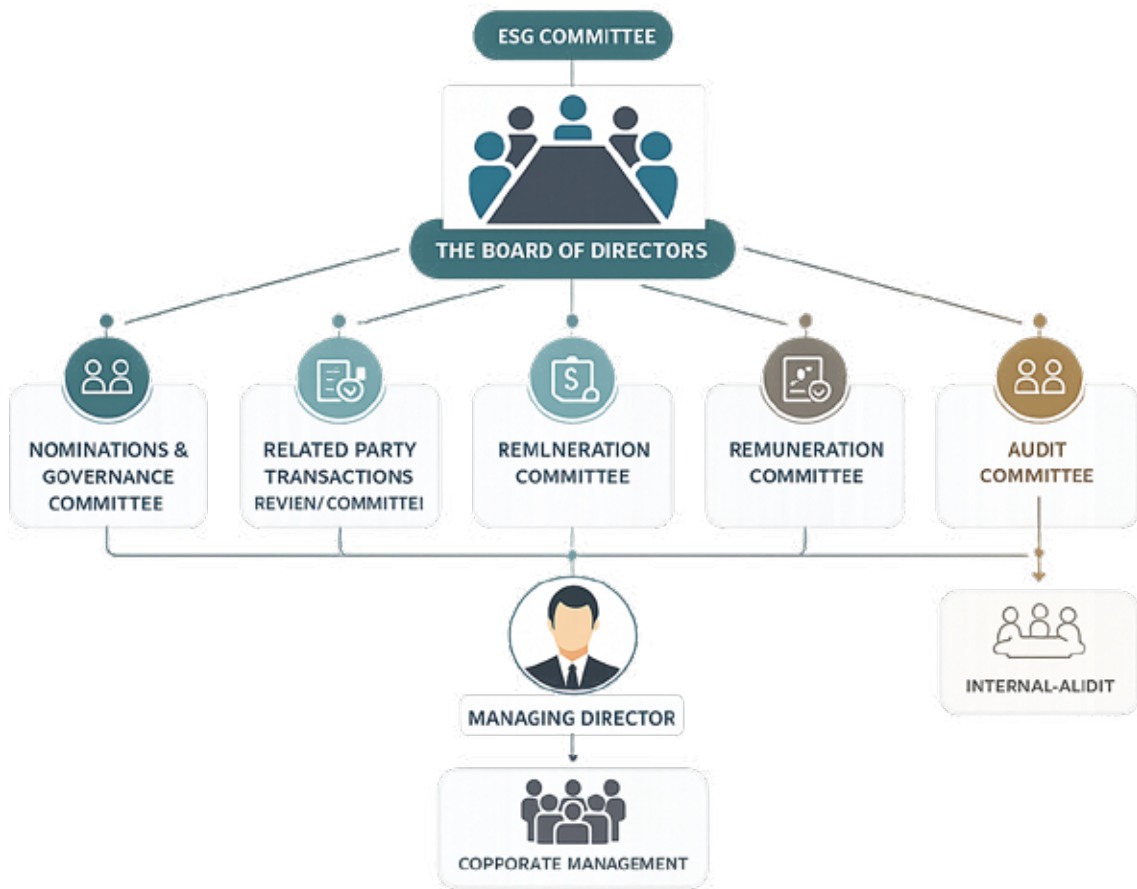 ESG COMMITTEE
THE BOARD OF DIRECTORS
NOMINATIONS &
GOVERNANCE
COMMITTEE
RELATED PARTY
TRANSACTIONS
REVIEN/COMMITTEI
REMLNERATION
COMMITTEE
REMUNERATION
COMMITTEE
AUDIT
COMMITTEE
MANAGING DIRECTOR
INTERNAL-ALIDIT
COPPORATE MANAGEMENT